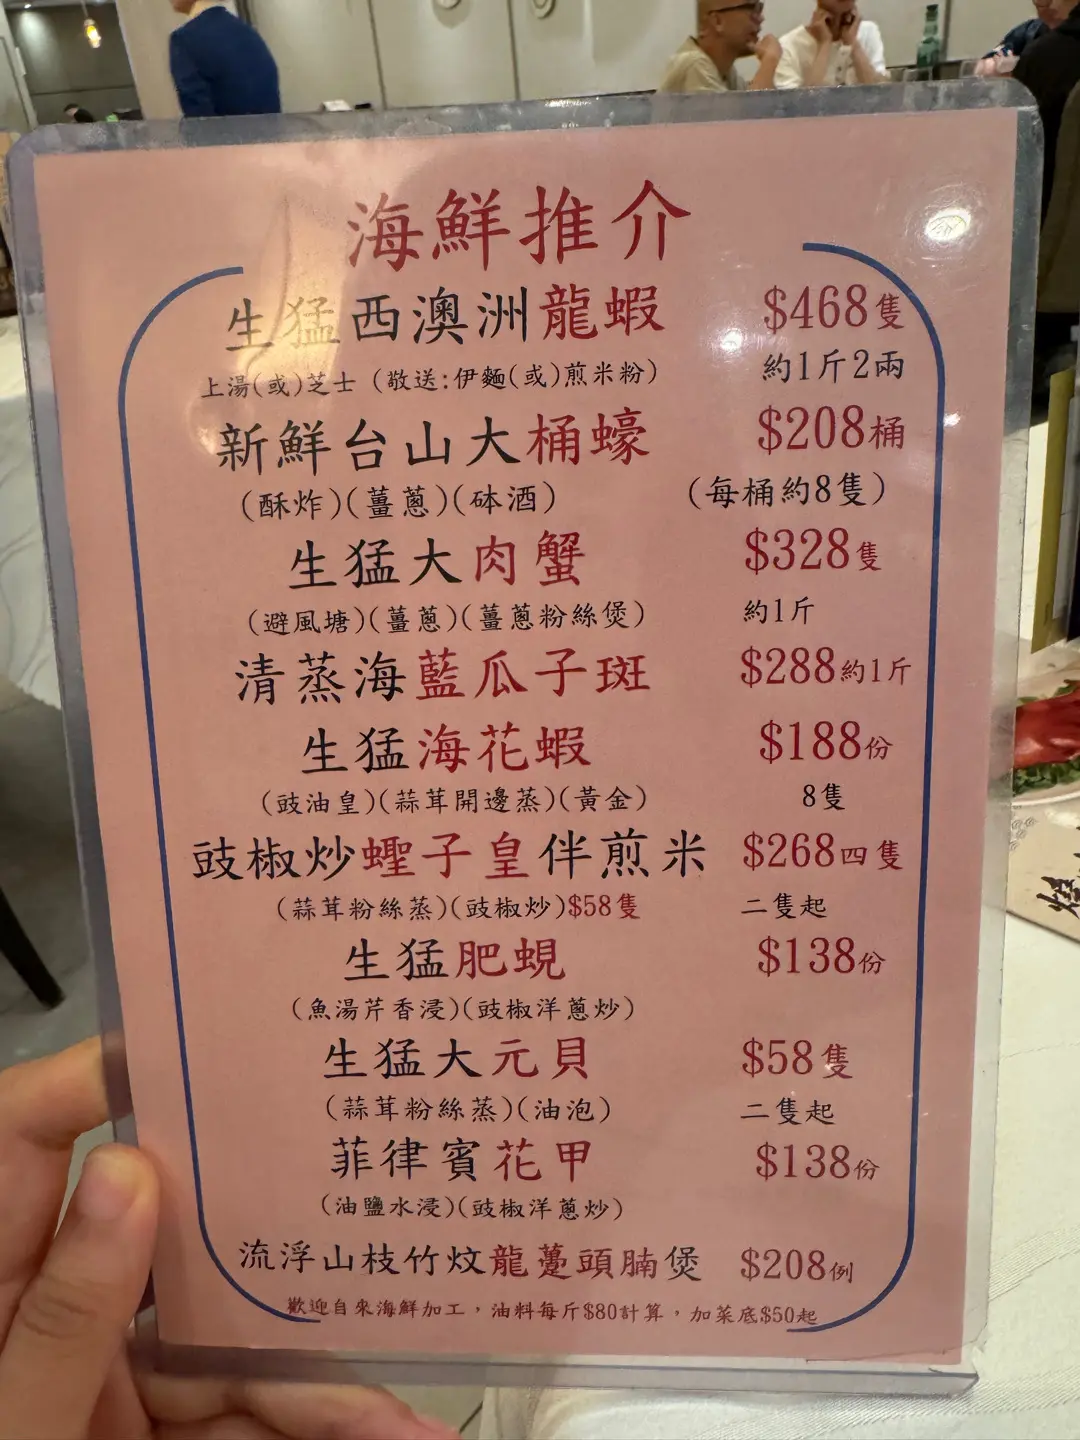 海鮮推介
生猛西澳洲龍蝦 $468隻
上湯(或)芝士 (敬送:伊麵(或)煎米粉) 約1斤2兩
新鮮台山大桶蠔 $208桶
(酥炸)(薑蔥)(砵酒) (每桶約8隻)
生猛大肉蟹 $328隻
(避風塘)(薑蔥)(薑蔥粉絲煲) 約1斤
清蒸海藍瓜子斑 $288約1斤
生猛海花蝦 $188份
(豉油皇)(蒜茸開邊蒸)(黃金) 8隻
豉椒炒蟶子皇伴煎米 $268四隻
(蒜茸粉絲蒸)(豉椒炒)$58隻 二隻起
生猛肥蜆 $138份
(魚湯芹香浸)(豉椒洋蔥炒)
生猛大元貝 $58隻
(蒜茸粉絲蒸)(油泡) 二隻起
菲律賓花甲 $138份
(油鹽水浸)(豉椒洋蔥炒)
流浮山枝竹炆龍躉頭腩煲 $208例
歡迎自來海鮮加工，油料每斤$80計算，加菜底$50起